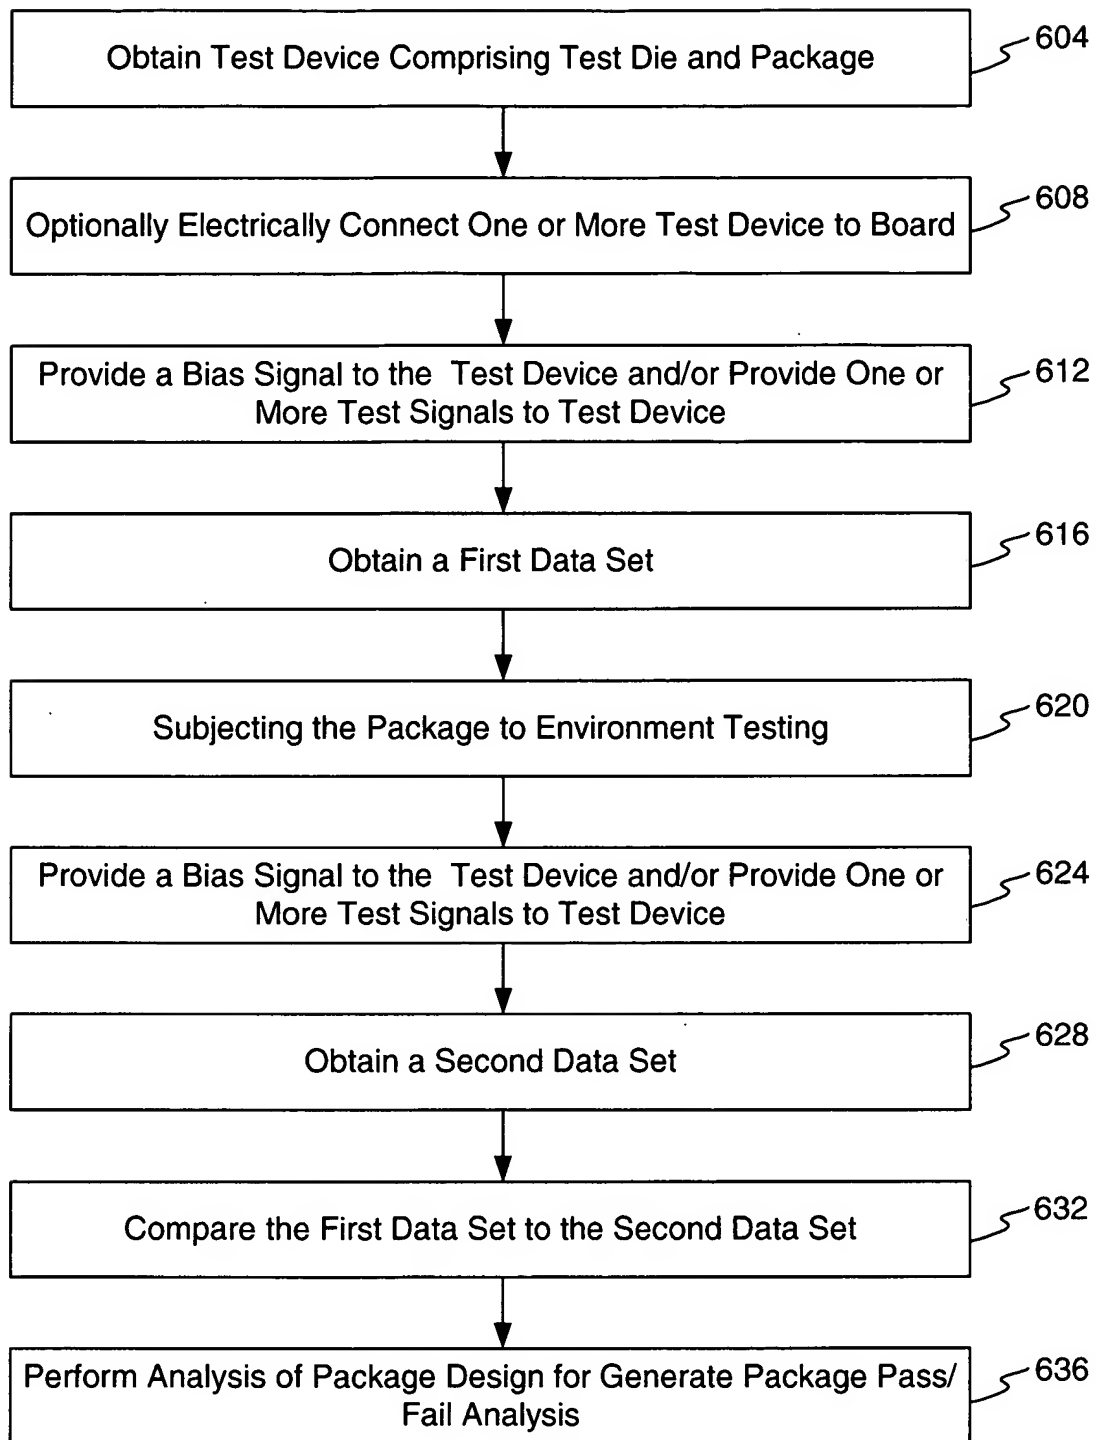 Obtain Test Device Comprising Test Die and Package
604
Optionally Electrically Connect One or More Test Device to Board
608
Provide a Bias Signal to the Test Device and/or Provide One or
More Test Signals to Test Device
612
Obtain a First Data Set
616
Subjecting the Package to Environment Testing
620
Provide a Bias Signal to the Test Device and/or Provide One or
More Test Signals to Test Device
624
Obtain a Second Data Set
628
Compare the First Data Set to the Second Data Set
632
Perform Analysis of Package Design for Generate Package Pass/
Fail Analysis
636